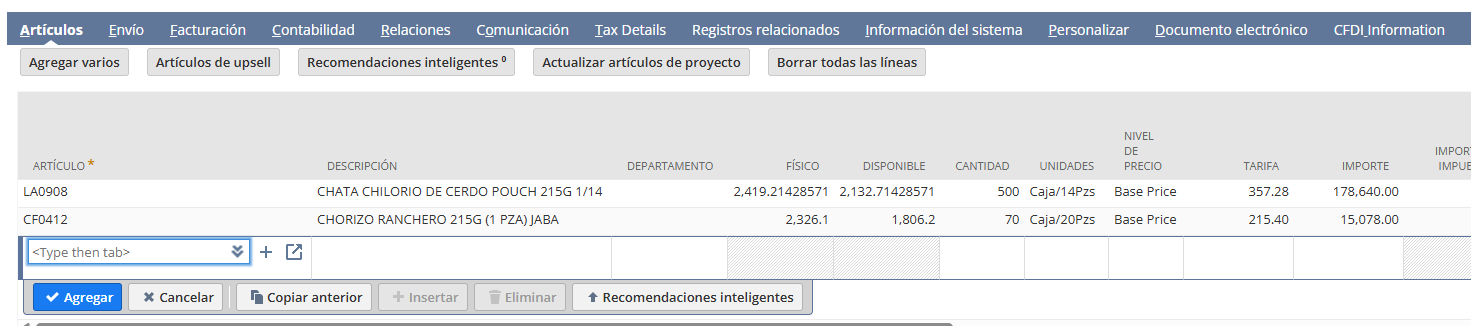 Artículos Envío Facturación Contabilidad Relaciones Comunicación Tax Details Registros relacionados Información del sistema Personalizar Documento electrónico CFDI Information
Agregar varios Artículos de upsell Recomendaciones inteligentes 0 Actualizar artículos de proyecto Borrar todas las líneas
ARTÍCULO * DESCRIPCIÓN DEPARTAMENTO FÍSICO DISPONIBLE CANTIDAD UNIDADES NIVEL DE PRECIO TARIFA IMPORTE
LA0908 CHATA CHILORIO DE CERDO POUCH 215G 1/14 2,419.21428571 2,132.71428571 500 Caja/14Pzs Base Price 357.28 178,640.00
CF0412 CHORIZO RANCHERO 215G (1 PZA) JABA 2,326.1 1,806.2 70 Caja/20Pzs Base Price 215.40 15,078.00
<Type then tab>
Agregar Cancelar Copiar anterior Insertar Eliminar Recomendaciones inteligentes